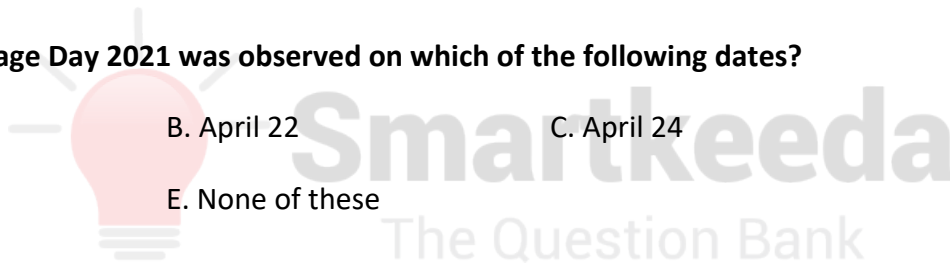 age Day 2021 was observed on which of the following dates?
B. April 22 C. April 24
E. None of these
Smartkeeda
The Question Bank